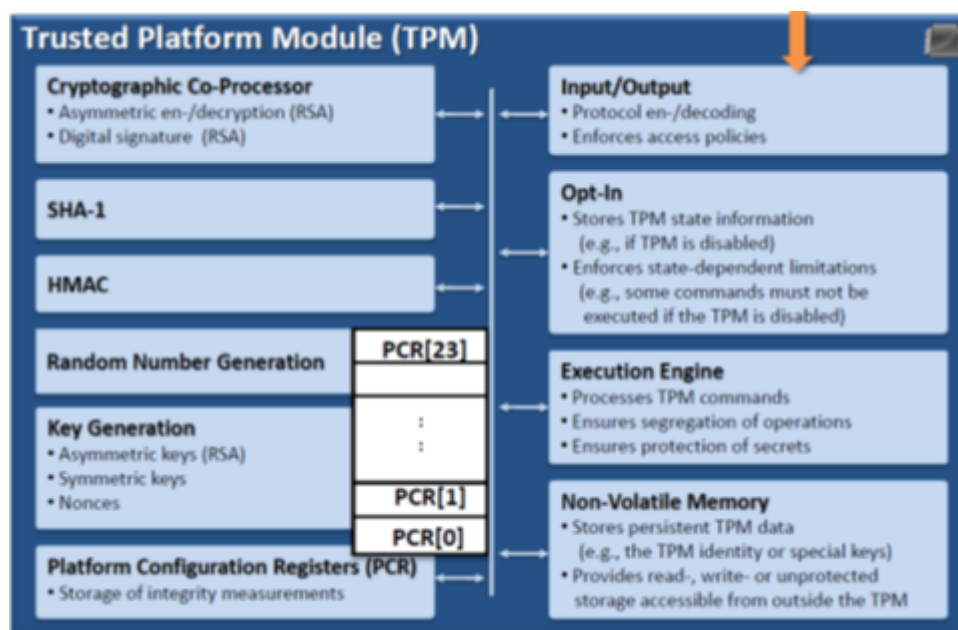 Trusted Platform Module (TPM)
Cryptographic Co-Processor
• Asymmetric en-/decryption (RSA)
• Digital signature (RSA)
SHA-1
HMAC
Random Number Generation
Key Generation
• Asymmetric keys (RSA)
• Symmetric keys
• Nonces
PCR[23]
:
:
PCR[1]
PCR[0]
Platform Configuration Registers (PCR)
• Storage of integrity measurements
Input/Output
• Protocol en-/decoding
• Enforces access policies
Opt-In
• Stores TPM state information
(e.g., if TPM is disabled)
• Enforces state-dependent limitations
(e.g., some commands must not be
executed if the TPM is disabled)
Execution Engine
• Processes TPM commands
• Ensures segregation of operations
• Ensures protection of secrets
Non-Volatile Memory
• Stores persistent TPM data
(e.g., the TPM identity or special keys)
• Provides read-, write- or unprotected
storage accessible from outside the TPM